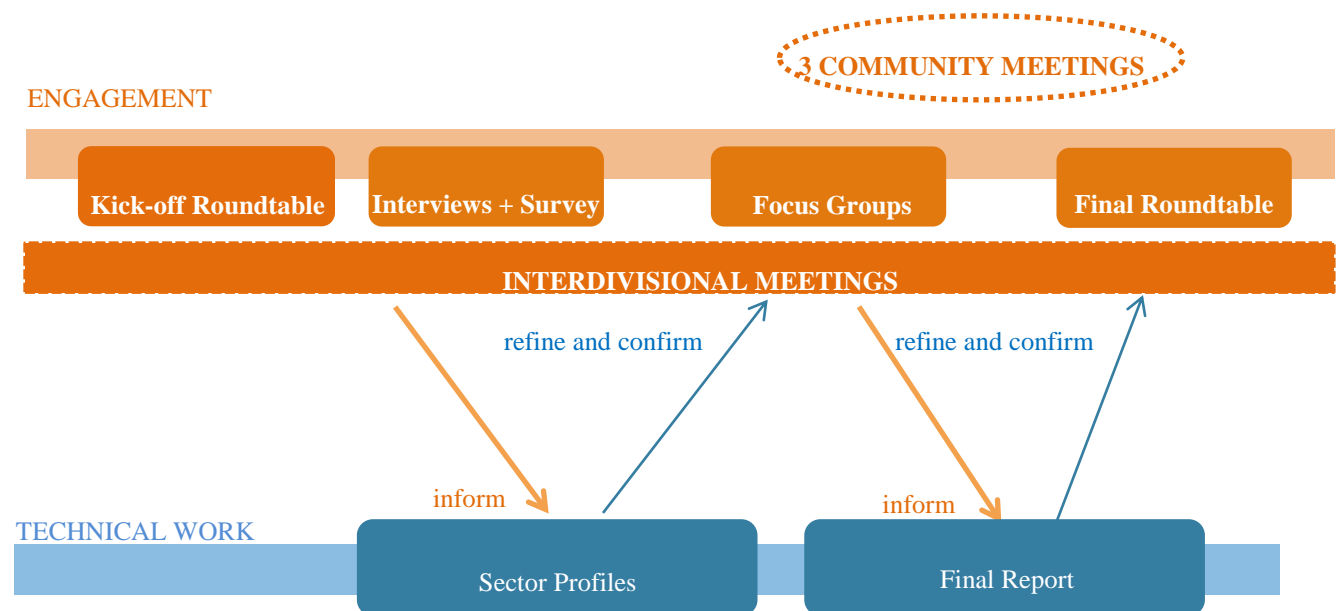 3 COMMUNITY MEETINGS
ENGAGEMENT
Kick-off Roundtable
Interviews + Survey
Focus Groups
Final Roundtable
INTERDIVISIONAL MEETINGS
refine and confirm
refine and confirm
inform
inform
TECHNICAL WORK
Sector Profiles
Final Report